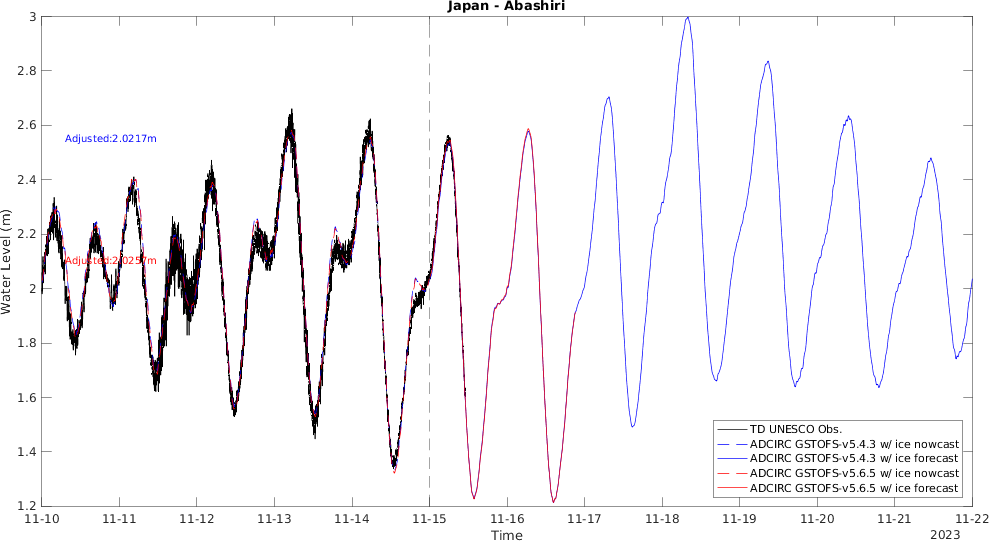 Japan - Abashiri
Water Level (m)
3
2.8
2.6
2.4
2.2
2
1.8
1.6
1.4
1.2
Adjusted:2.0217m
Adjusted:2.0257m
TD UNESCO Obs.
ADCIRC GSTOFS-v5.4.3 w/ ice nowcast
ADCIRC GSTOFS-v5.4.3 w/ ice forecast
ADCIRC GSTOFS-v5.6.5 w/ ice nowcast
ADCIRC GSTOFS-v5.6.5 w/ ice forecast
11-10 11-11 11-12 11-13 11-14 11-15 11-16 11-17 11-18 11-19 11-20 11-21 11-22
Time
2023